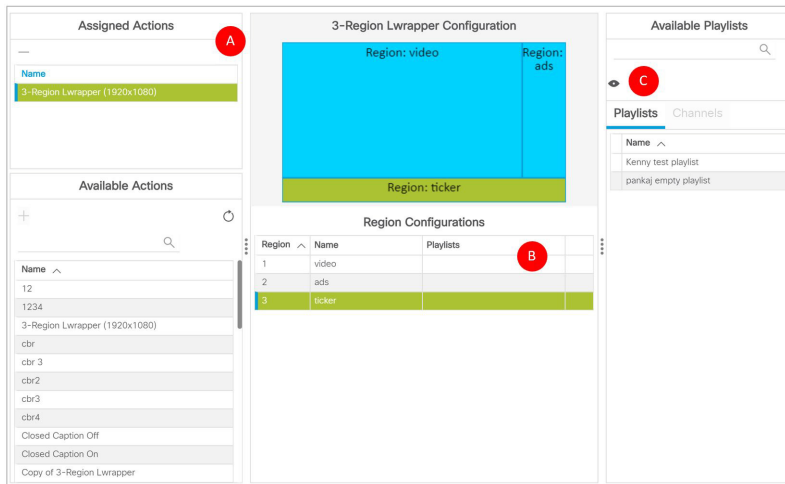 Assigned Actions
A
Name
3-Region Lwrapper (1920x1080)
Available Actions
Name
12
1234
3-Region Lwrapper (1920x1080)
cbr
cbr 3
cbr2
cbr3
cbr4
Closed Caption Off
Closed Caption On
Copy of 3-Region Lwrapper
3-Region Lwrapper Configuration
Region: video
Region:
ads
Region: ticker
Region Configurations
Region Name Playlists
B
1 video
2 ads
3 ticker
Available Playlists
C
Playlists Channels
Name
Kenny test playlist
pankaj empty playlist